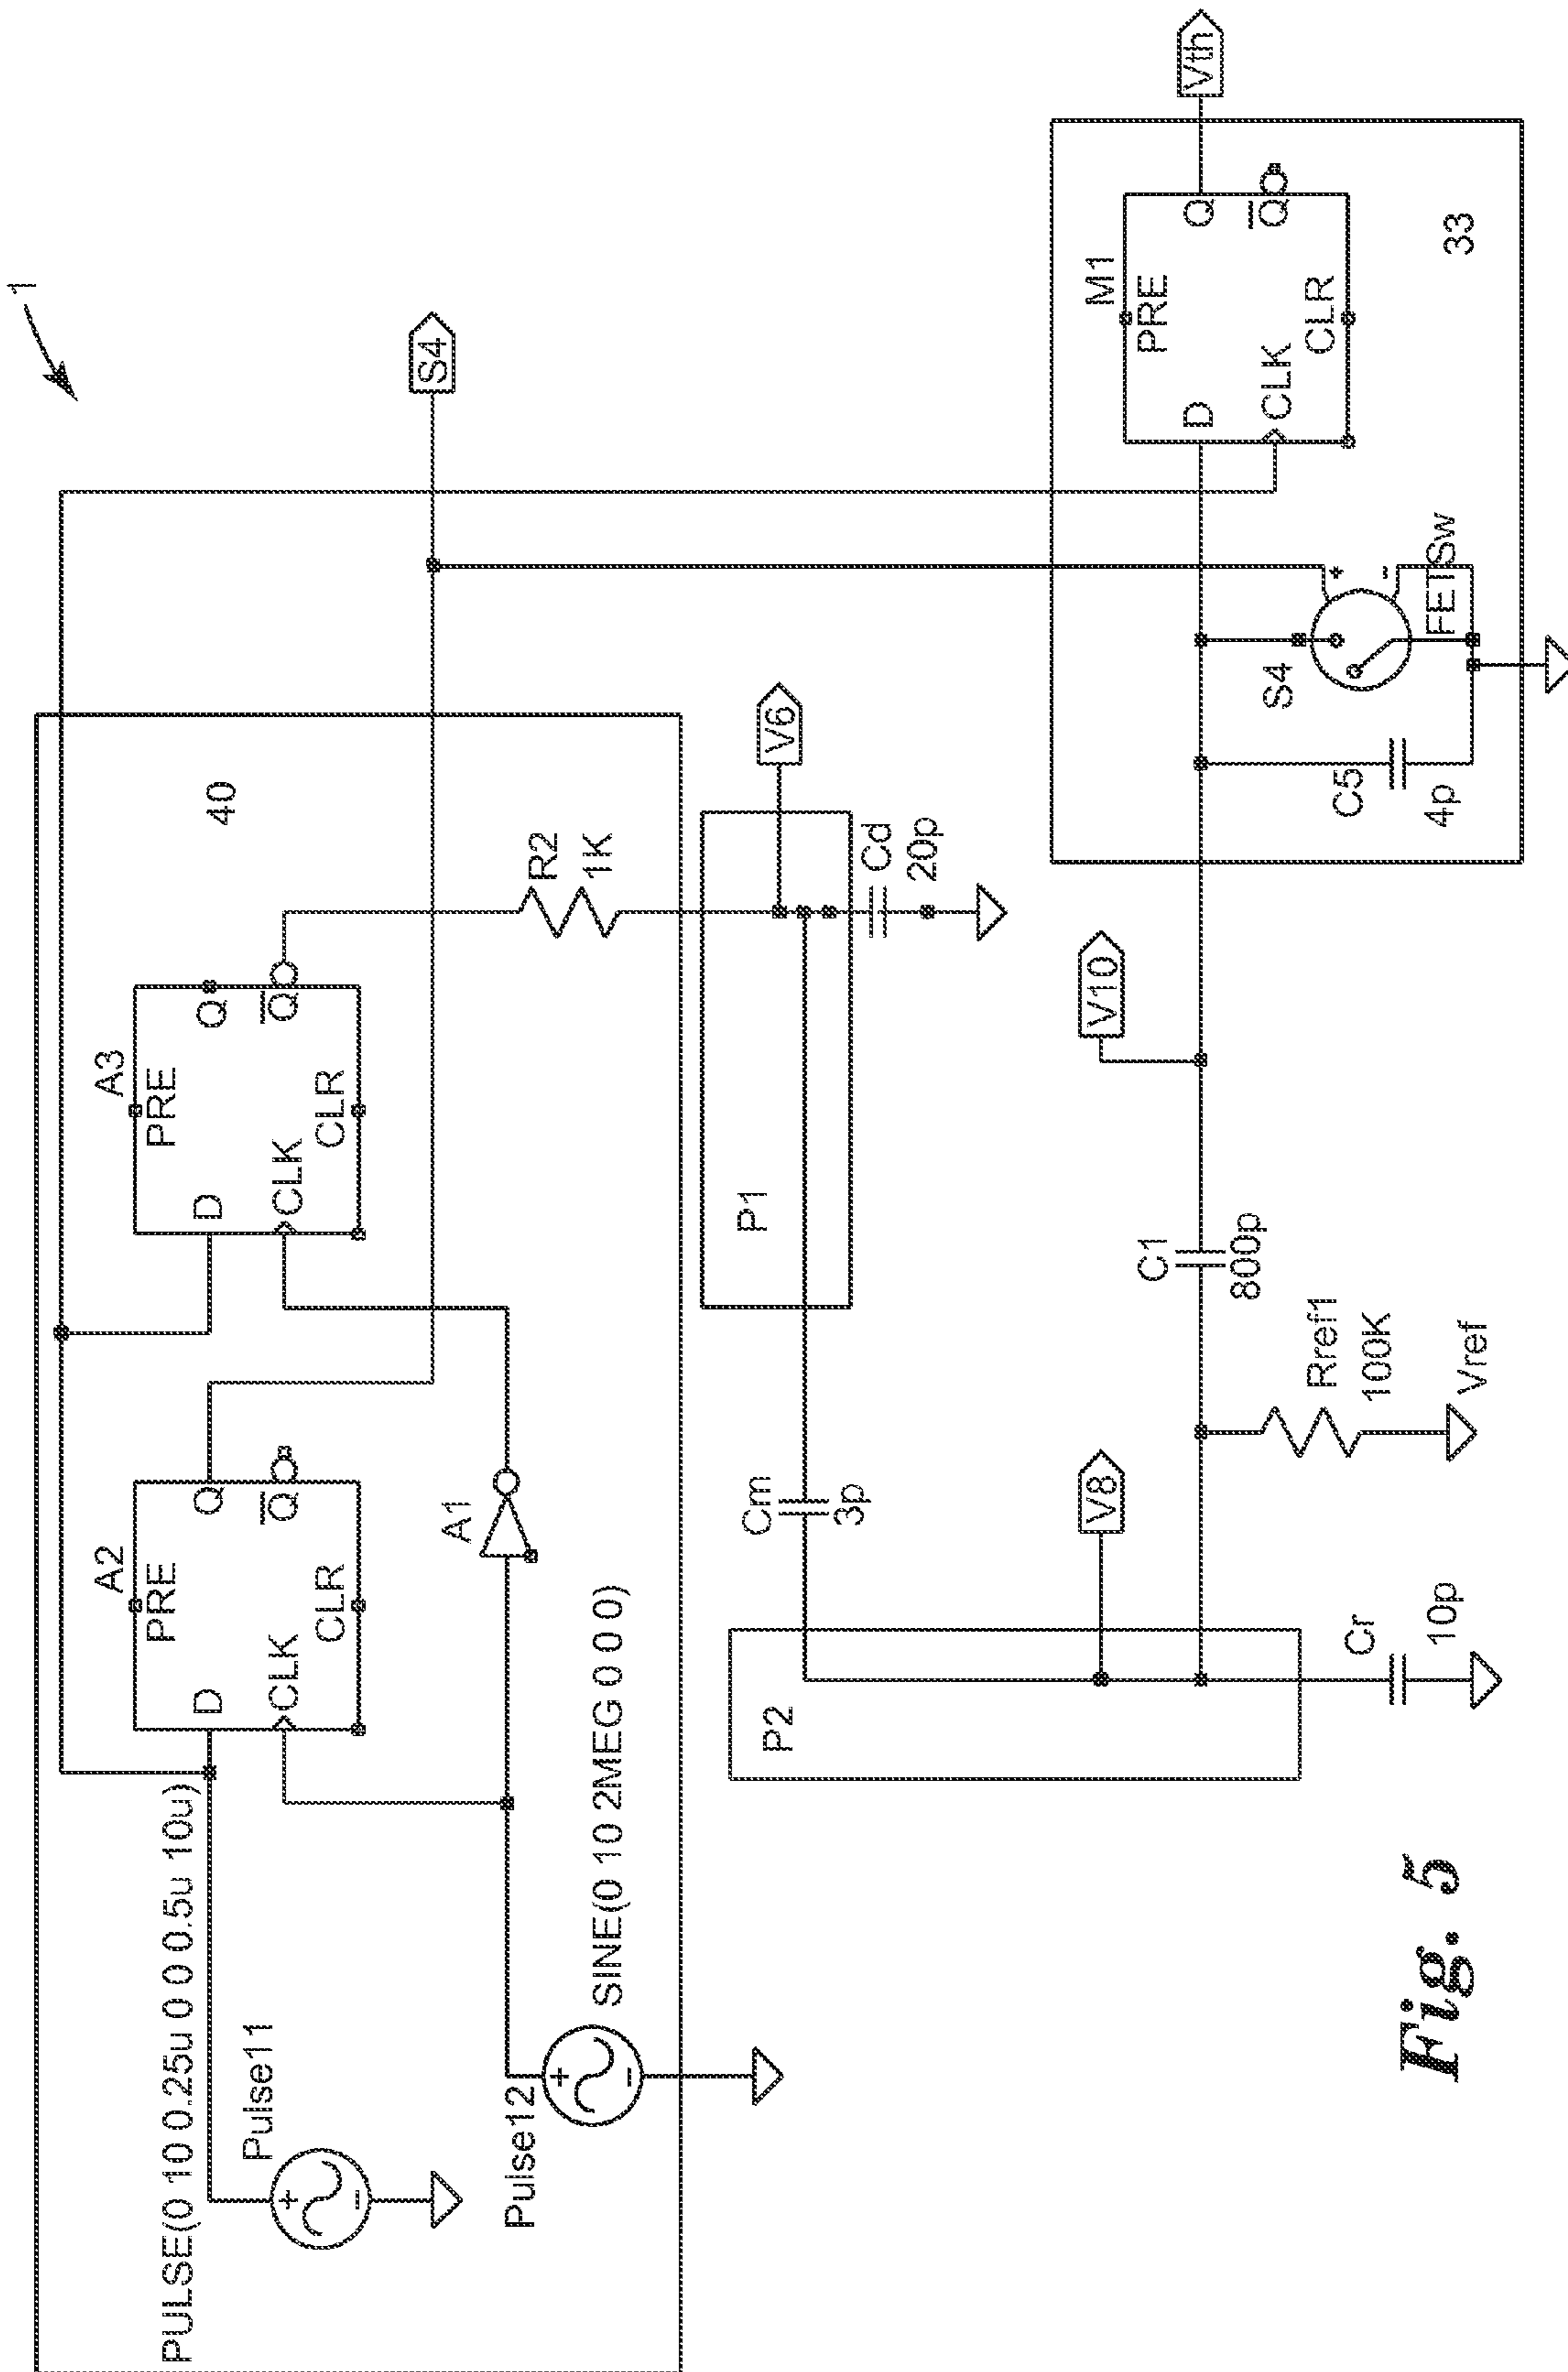 1
PULSE(0 10 0.25u 0 0 0.5u 10u)
Pulse11
Pulse12
SINE(0 10 2MEG 0 0 0)
A2
PRE
D
Q
CLK
Q
CLR
A1
A3
PRE
D
Q
CLK
Q
CLR
40
R2
1K
S4
P1
V6
Cd
20p
Cm
3p
P2
V8
Cr
10p
Rref1
100K
Vref
C1
800p
V10
C5
4p
S4
+
-
FETSw
M1
PRE
D
Q
CLK
Q
CLR
33
Vth
Fig. 5